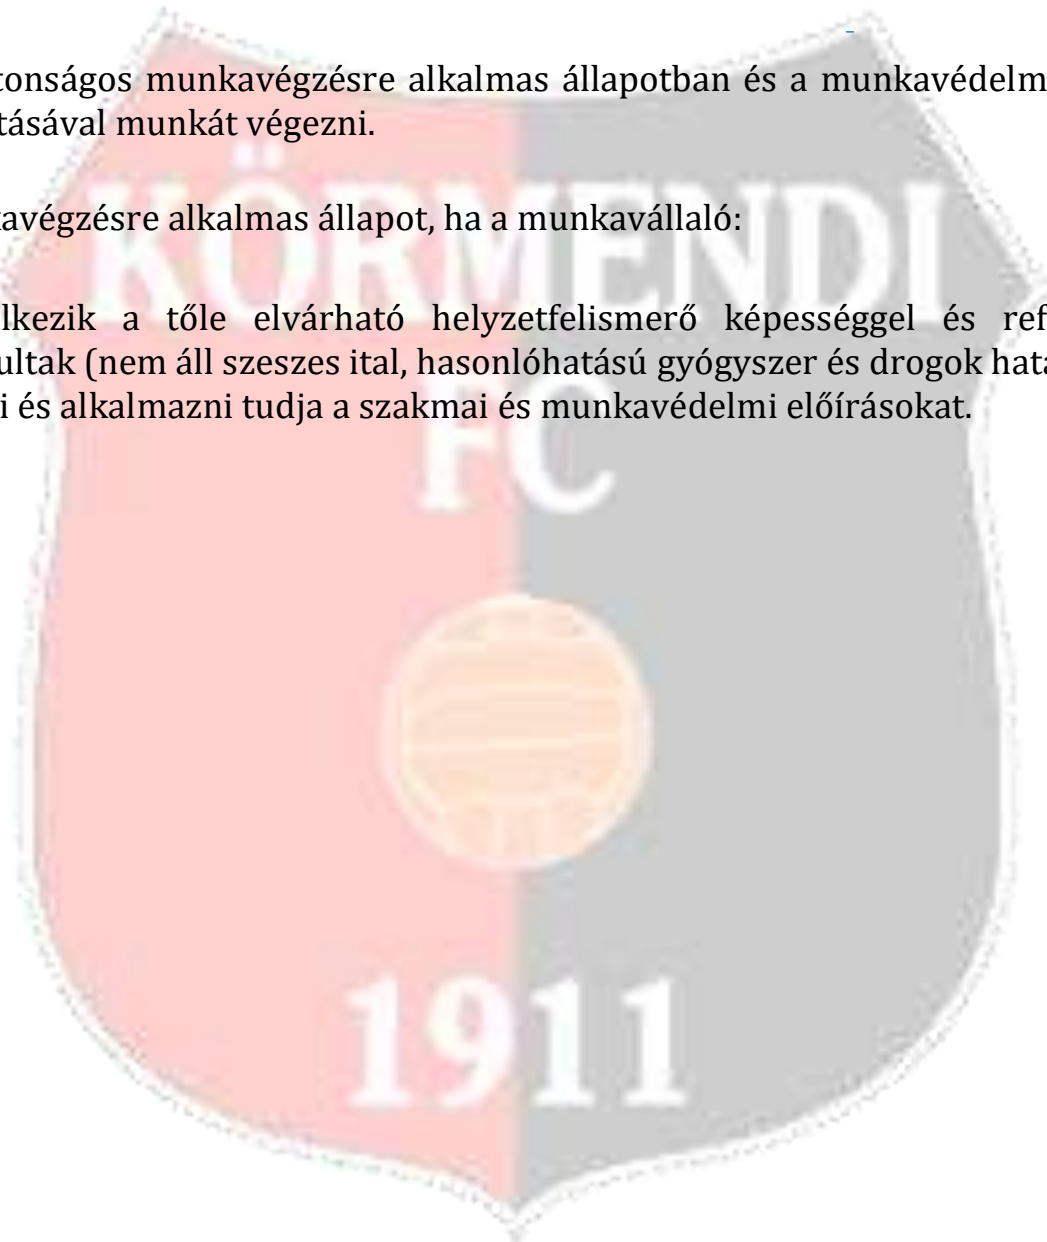 tonságos munkavégzésre alkalmas állapotban és a munkavédelm
tásával munkát végezni.
avégzésre alkalmas állapot, ha a munkavállaló:
lkezik a tőle elvárható helyzetfelismerő képességgel és ref
ultak (nem áll szeszes ital, hasonlóhatású gyógyszer és drogok hatá
i és alkalmazni tudja a szakmai és munkavédelmi előírásokat.
KÖRMENDI
FC
1911